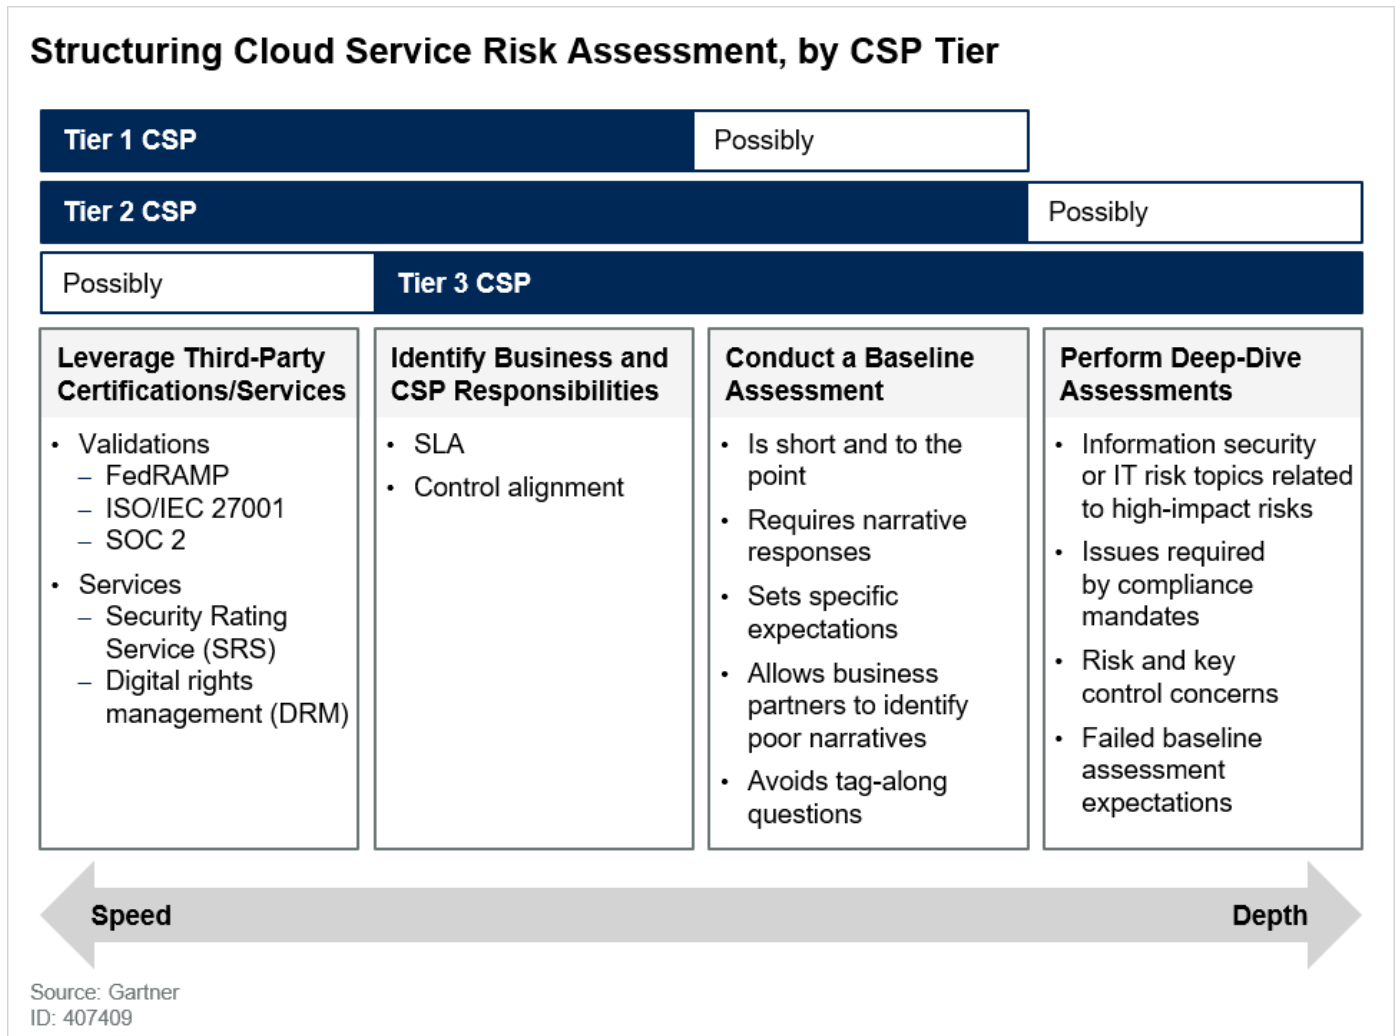 Structuring Cloud Service Risk Assessment, by CSP Tier
Tier 1 CSP
Possibly
Tier 2 CSP
Possibly
Possibly
Tier 3 CSP
Leverage Third-Party
Certifications/Services
• Validations
– FedRAMP
– ISO/IEC 27001
– SOC 2
• Services
– Security Rating
Service (SRS)
– Digital rights
management (DRM)
Identify Business and
CSP Responsibilities
• SLA
• Control alignment
Conduct a Baseline
Assessment
• Is short and to the
point
• Requires narrative
responses
• Sets specific
expectations
• Allows business
partners to identify
poor narratives
• Avoids tag-along
questions
Perform Deep-Dive
Assessments
• Information security
or IT risk topics related
to high-impact risks
• Issues required
by compliance
mandates
• Risk and key
control concerns
• Failed baseline
assessment
expectations
Speed
Depth
Source: Gartner
ID: 407409